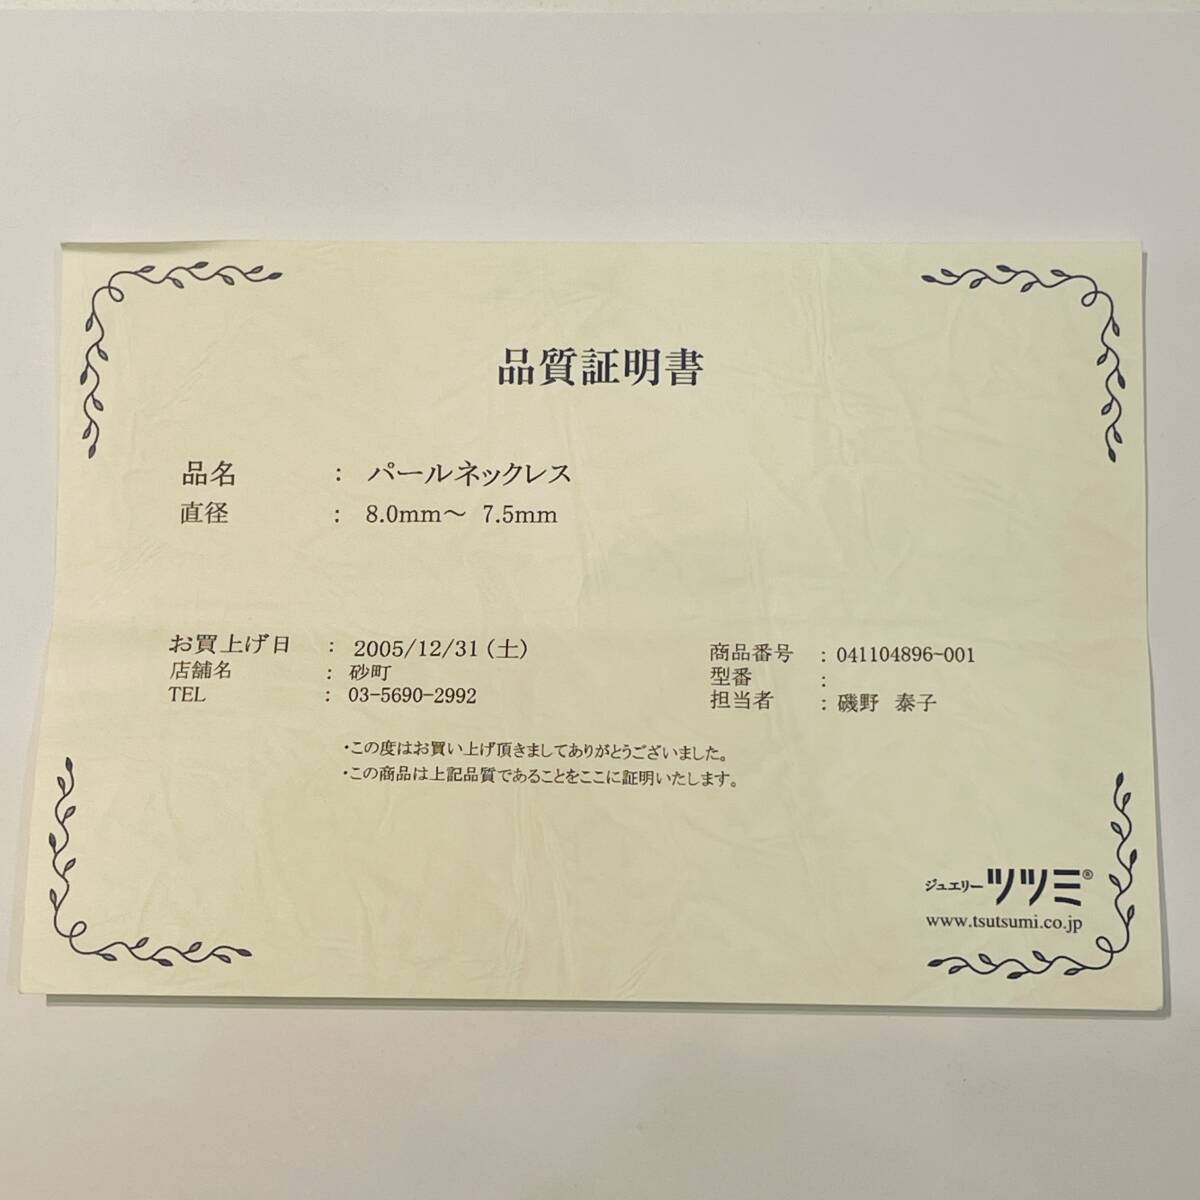 品質証明書
品名 : パールネックレス
直径 : 8.0mm～ 7.5mm
お買上げ日 : 2005/12/31(土)
店舗名 : 砂町
TEL : 03-5690-2992
商品番号 : 041104896-001
型番 :
担当者 : 磯野 泰子
・この度はお買い上げ頂きましてありがとうございました。
・この商品は上記品質であることをここに証明いたします。
ジュエリーツツミ®
www.tsutsumi.co.jp